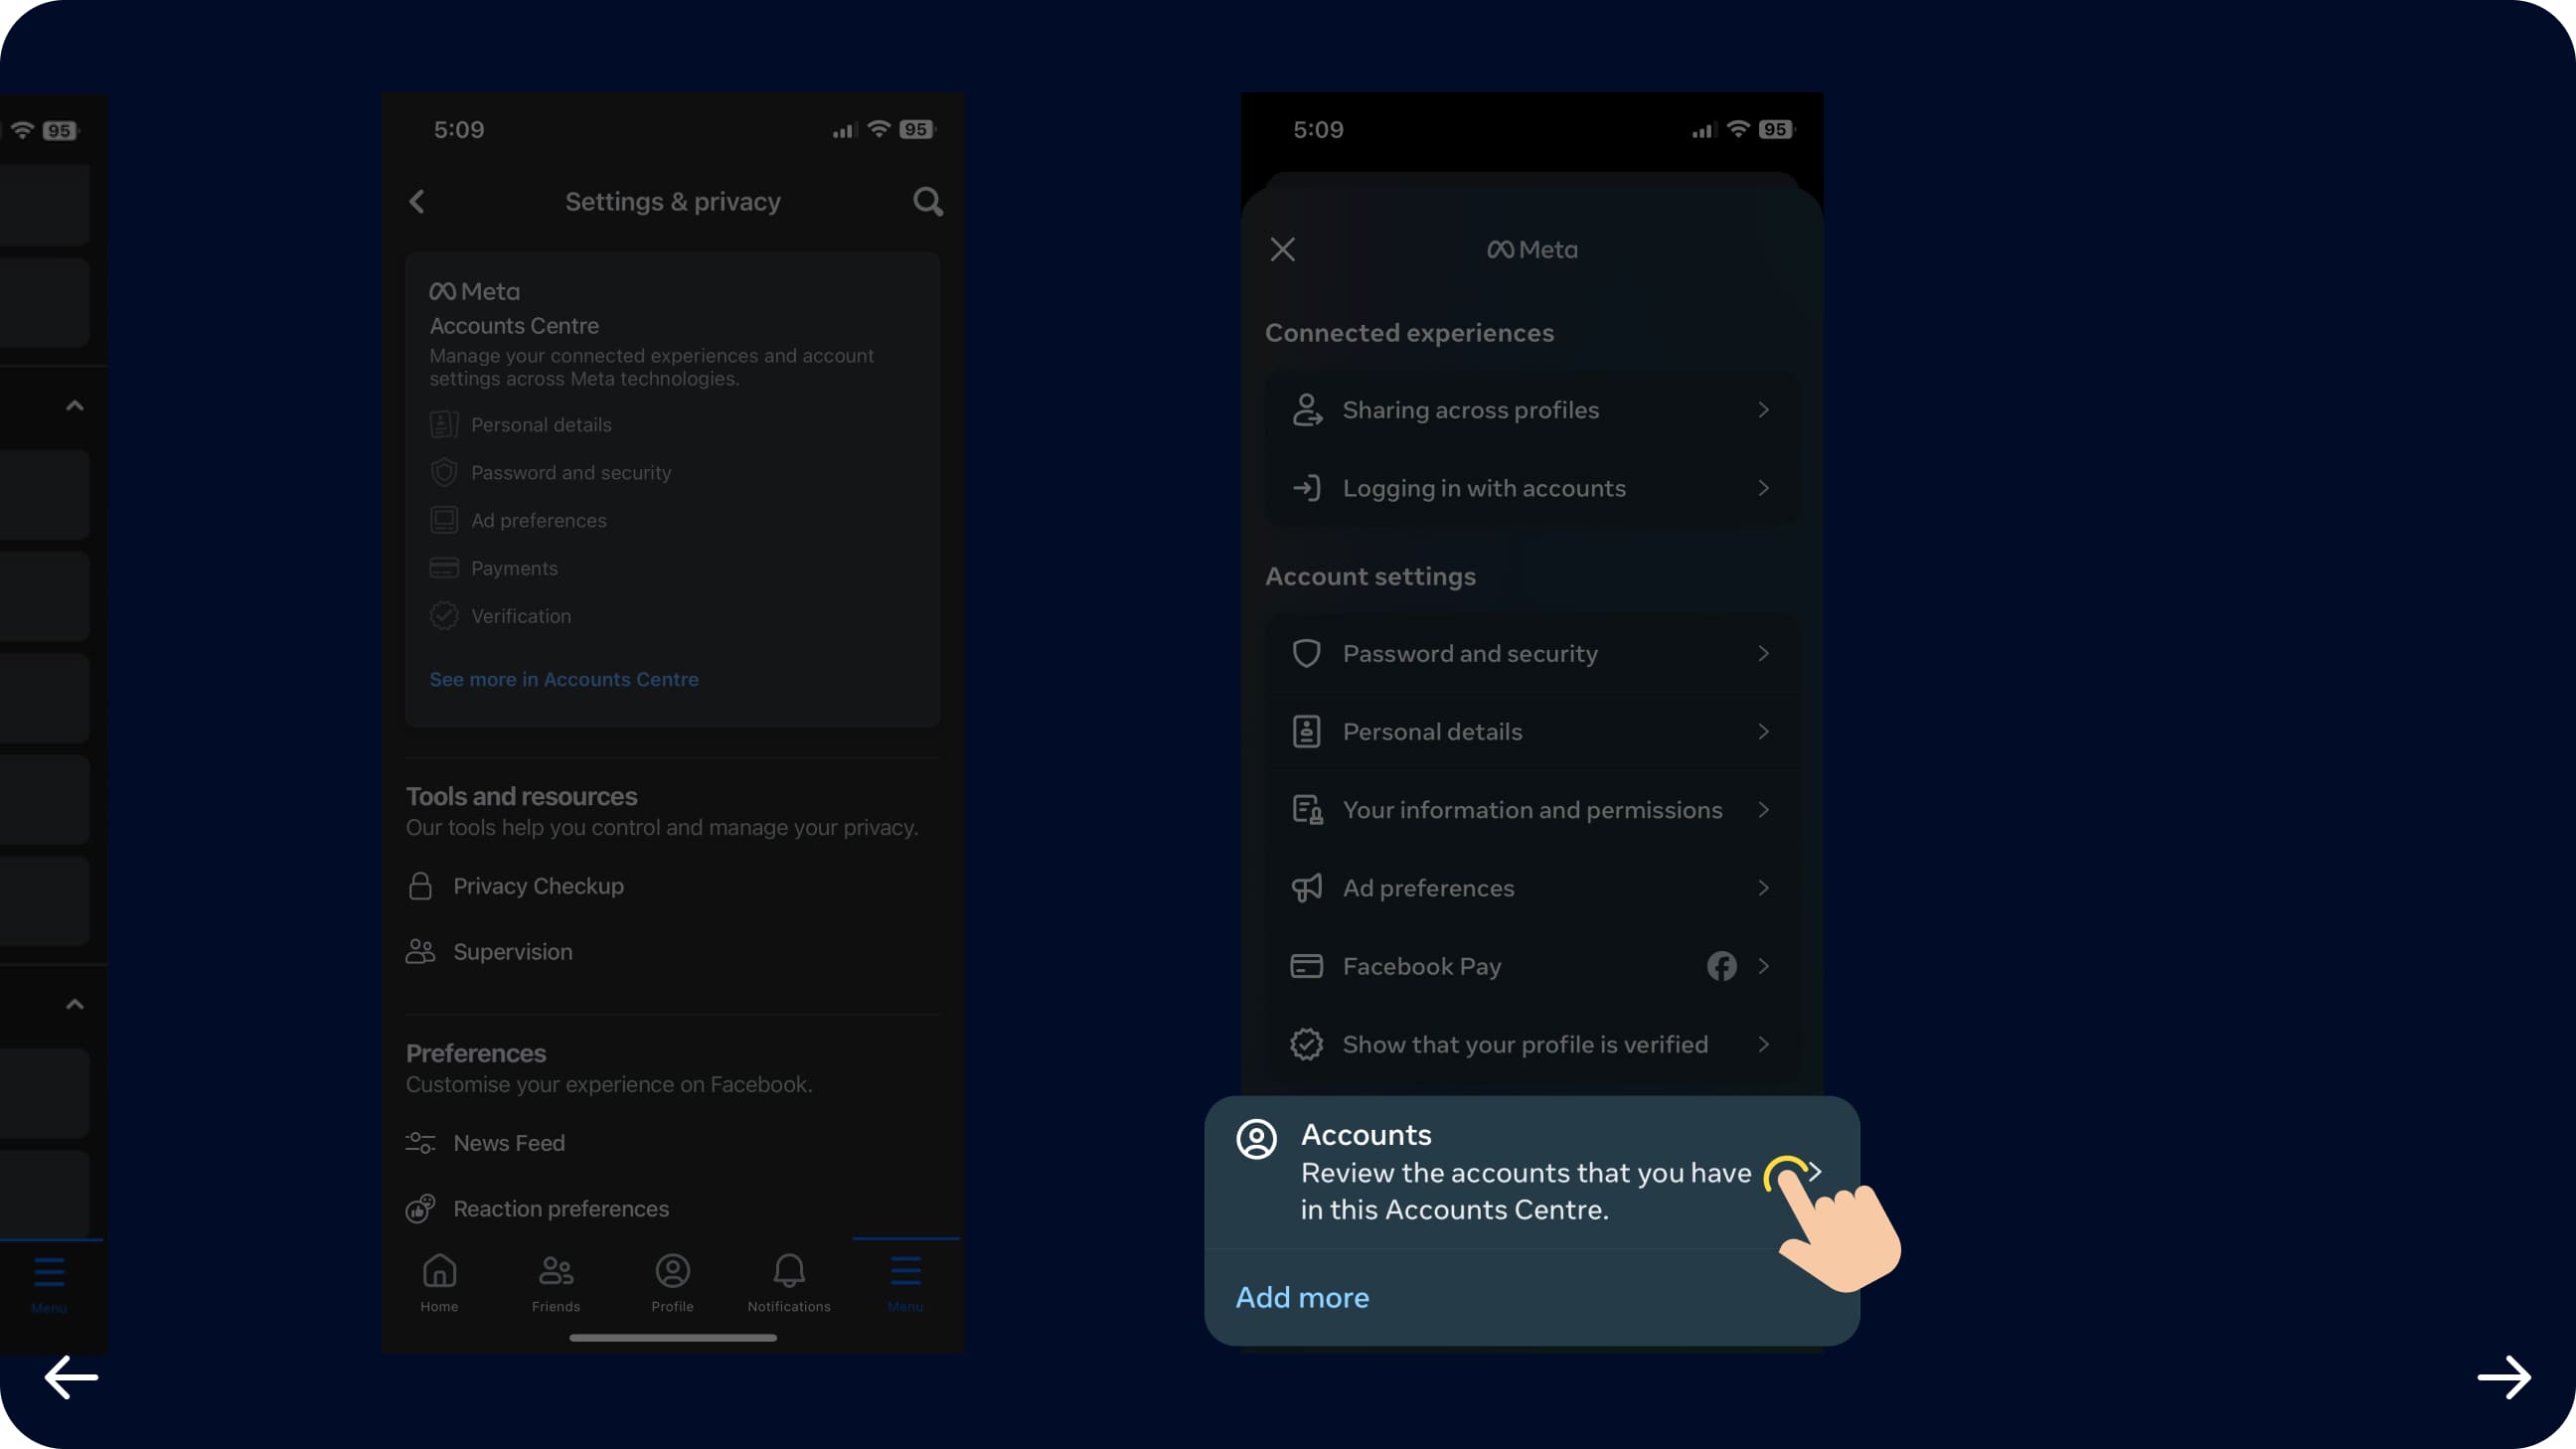 95
Menu
5:09
95
Settings & privacy
Meta
Accounts Centre
Manage your connected experiences and account
settings across Meta technologies.
Personal details
Password and security
Ad preferences
Payments
Verification
See more in Accounts Centre
Tools and resources
Our tools help you control and manage your privacy.
Privacy Checkup
Supervision
Preferences
Customise your experience on Facebook.
News Feed
Reaction preferences
Home
Friends
Profile
Notifications
Menu
5:09
95
Meta
Connected experiences
Sharing across profiles
Logging in with accounts
Account settings
Password and security
Personal details
Your information and permissions
Ad preferences
Facebook Pay
Show that your profile is verified
Accounts
Review the accounts that you have
in this Accounts Centre.
Add more